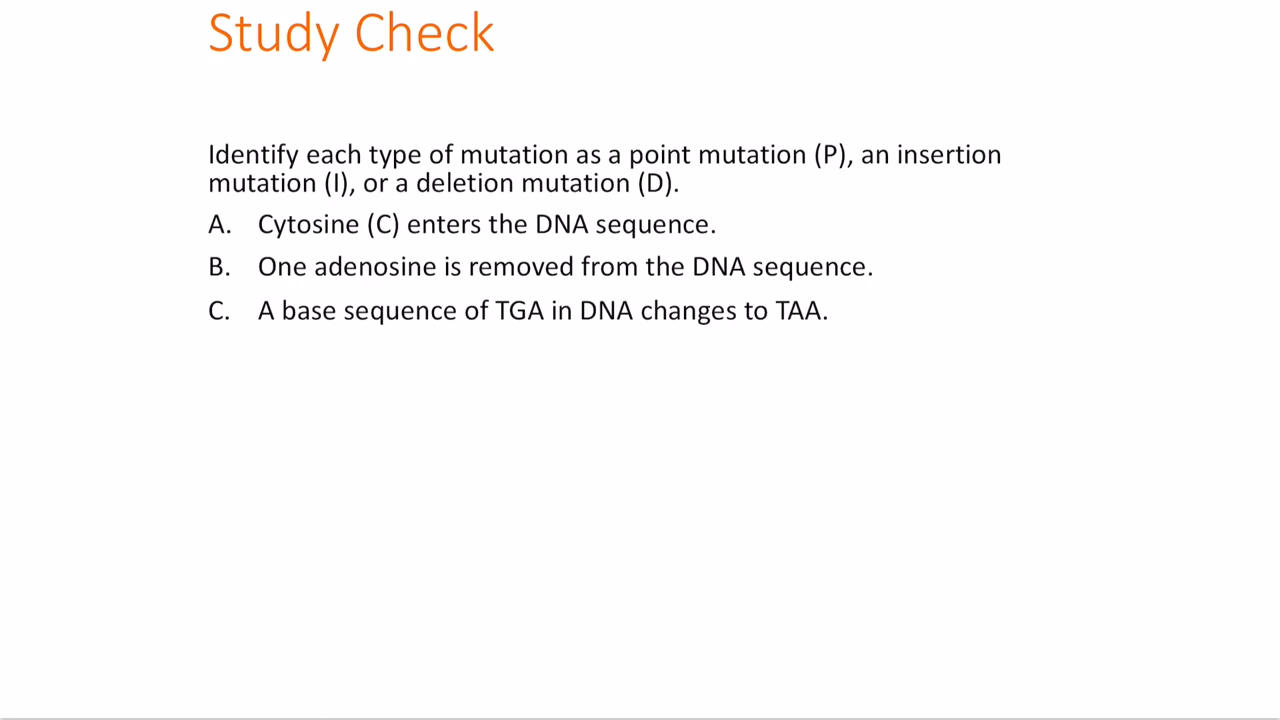 Study Check
Identify each type of mutation as a point mutation (P), an insertion
mutation (I), or a deletion mutation (D).
A. Cytosine (C) enters the DNA sequence.
B. One adenosine is removed from the DNA sequence.
C. A base sequence of TGA in DNA changes to TAA.